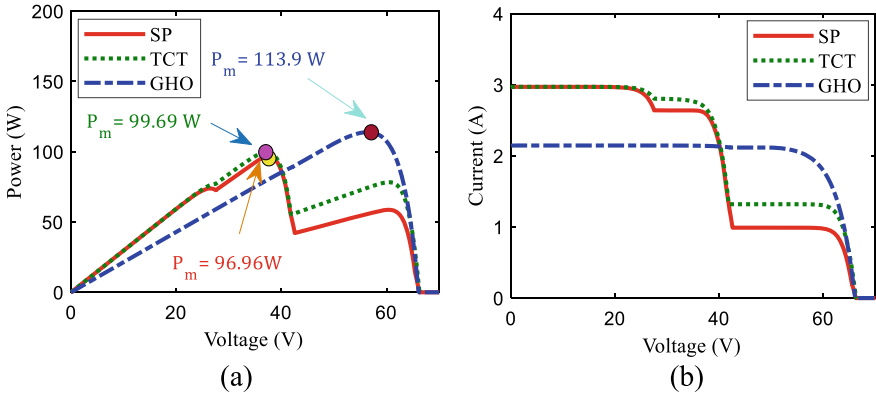 200
150
100
50
0
0
20
40
60
Power (W)
Voltage (V)
SP
TCT
GHO
P_m = 113.9 W
P_m = 99.69 W
P_m = 96.96W
(a)
4
3
2
1
0
0
20
40
60
Current (A)
Voltage (V)
SP
TCT
GHO
(b)